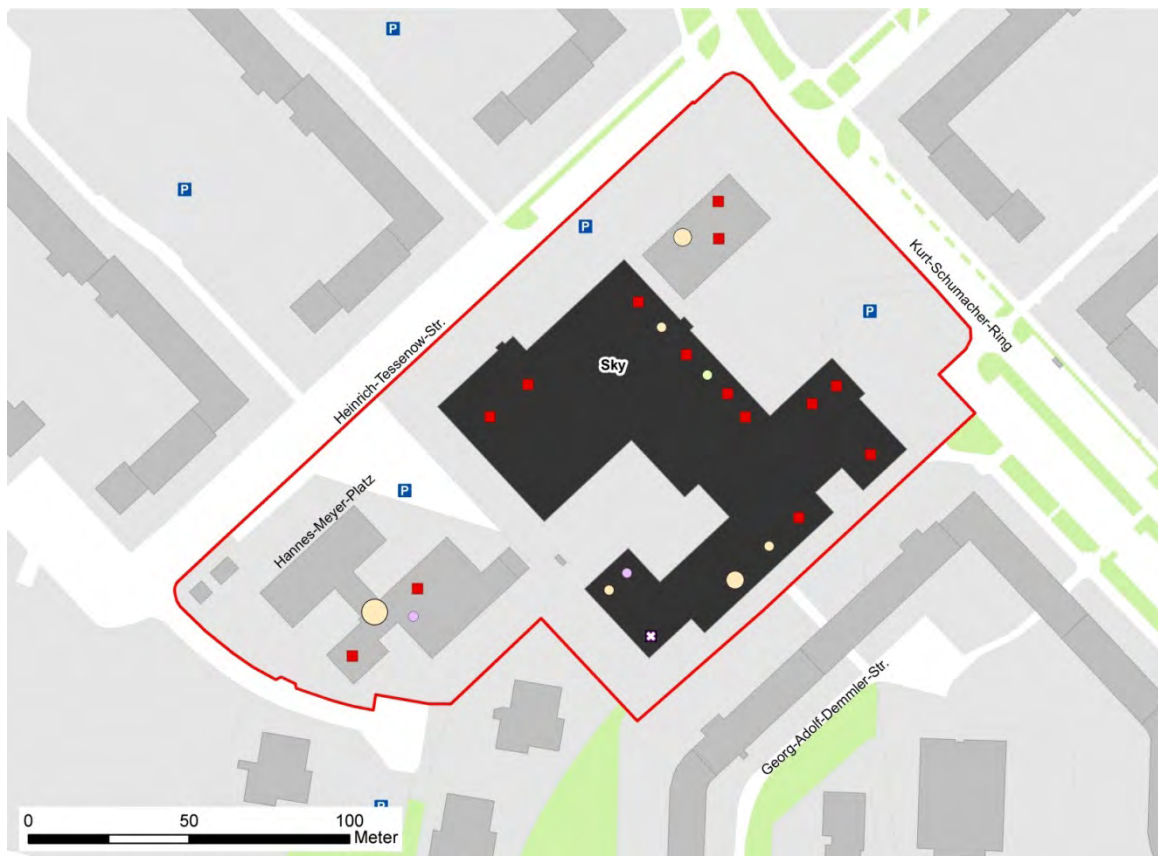 P
P
P
Kurt-Schumacher-Ring
P
Heinrich-Tessenow-Str.
Sky
Hannes-Meyer-Platz
P
Georg-Adolf-Demmler-Str.
P
0 50 100
Meter